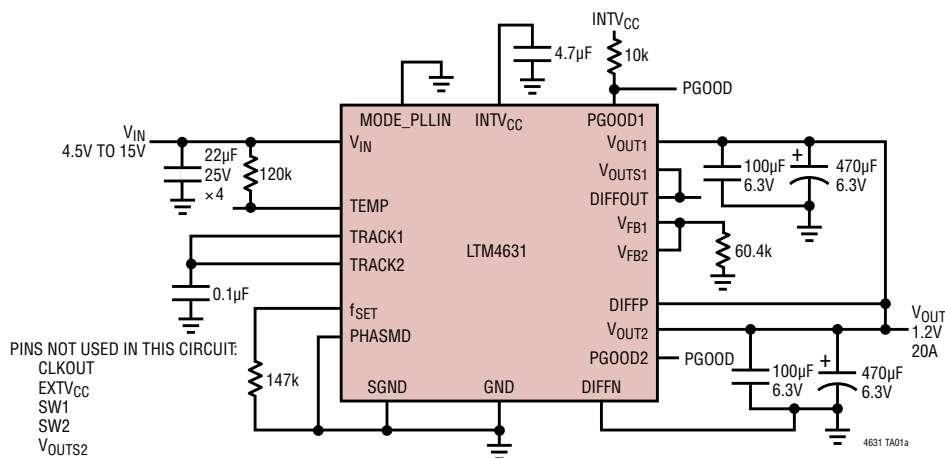 INTVCC
4.7µF
10k
PGOOD
MODE_PLLIN
INTVCC
PGOOD1
VIN
4.5V TO 15V
22µF
25V
×4
120k
VIN
TEMP
TRACK1
TRACK2
0.1µF
fSET
PHASMD
147k
SGND
GND
LTM4631
VOUT1
VOUTS1
DIFFOUT
VFB1
VFB2
60.4k
DIFFP
VOUT2
PGOOD2
PGOOD
DIFFN
100µF
6.3V
+
470µF
6.3V
VOUT
1.2V
20A
100µF
6.3V
+
470µF
6.3V
PINS NOT USED IN THIS CIRCUIT:
CLKOUT
EXTVCC
SW1
SW2
VOUTS2
4631 TA01a